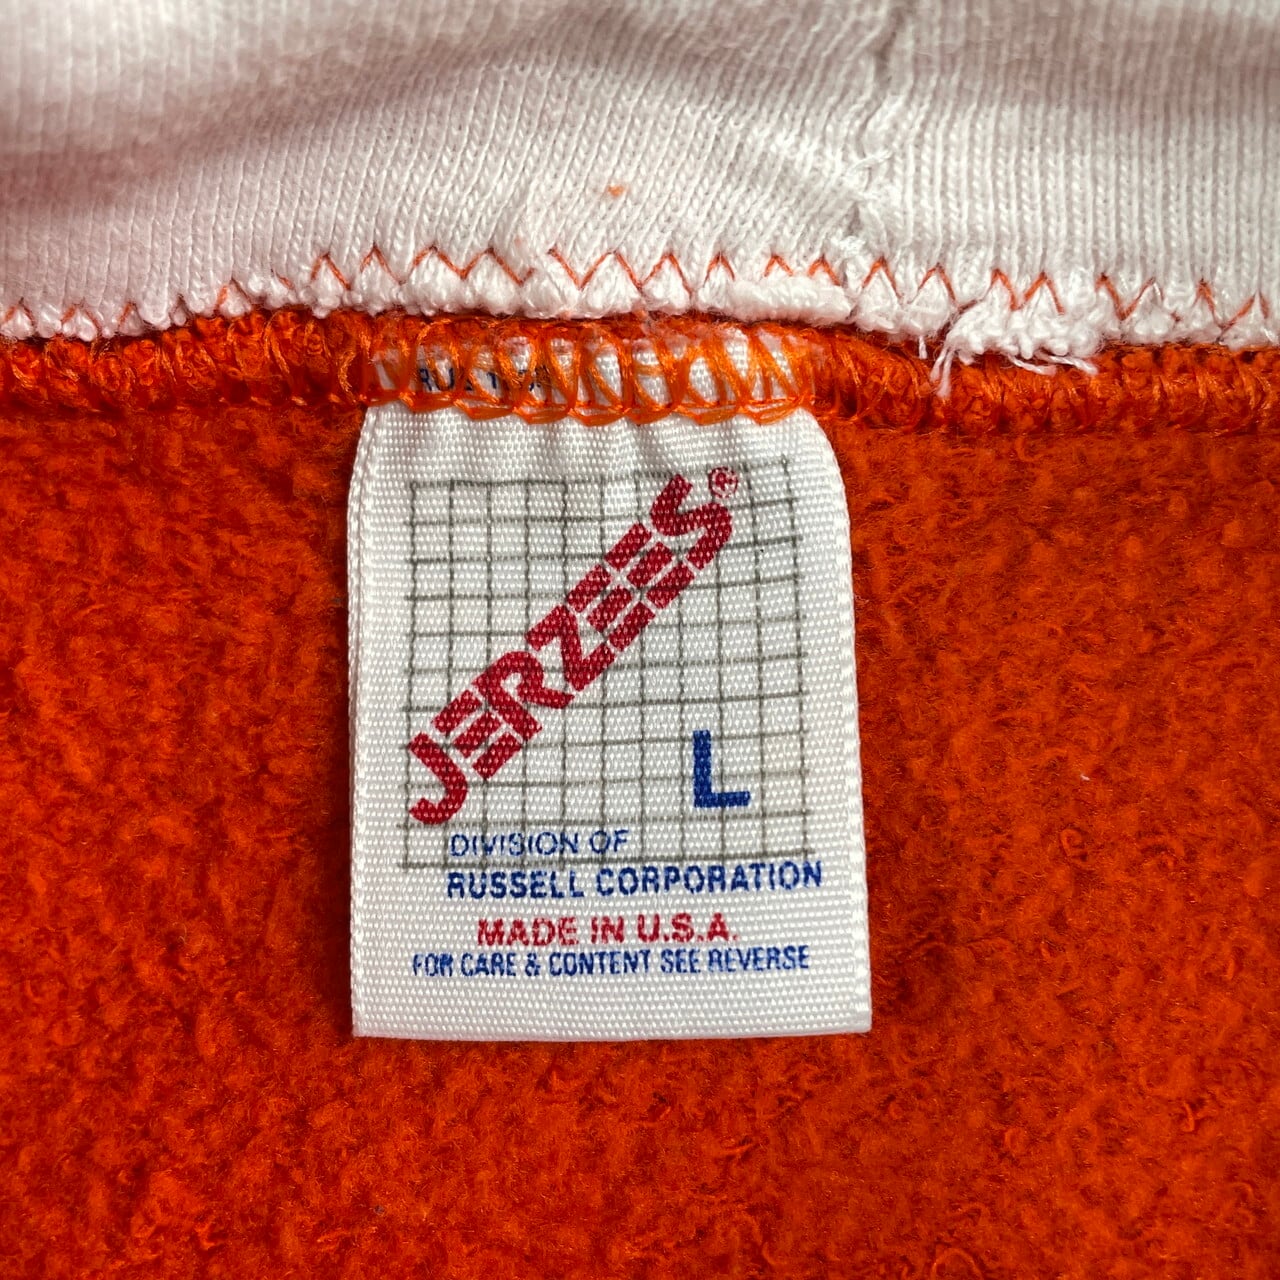 JERZEES®
L
DIVISION OF
RUSSELL CORPORATION
MADE IN U.S.A.
FOR CARE & CONTENT SEE REVERSE